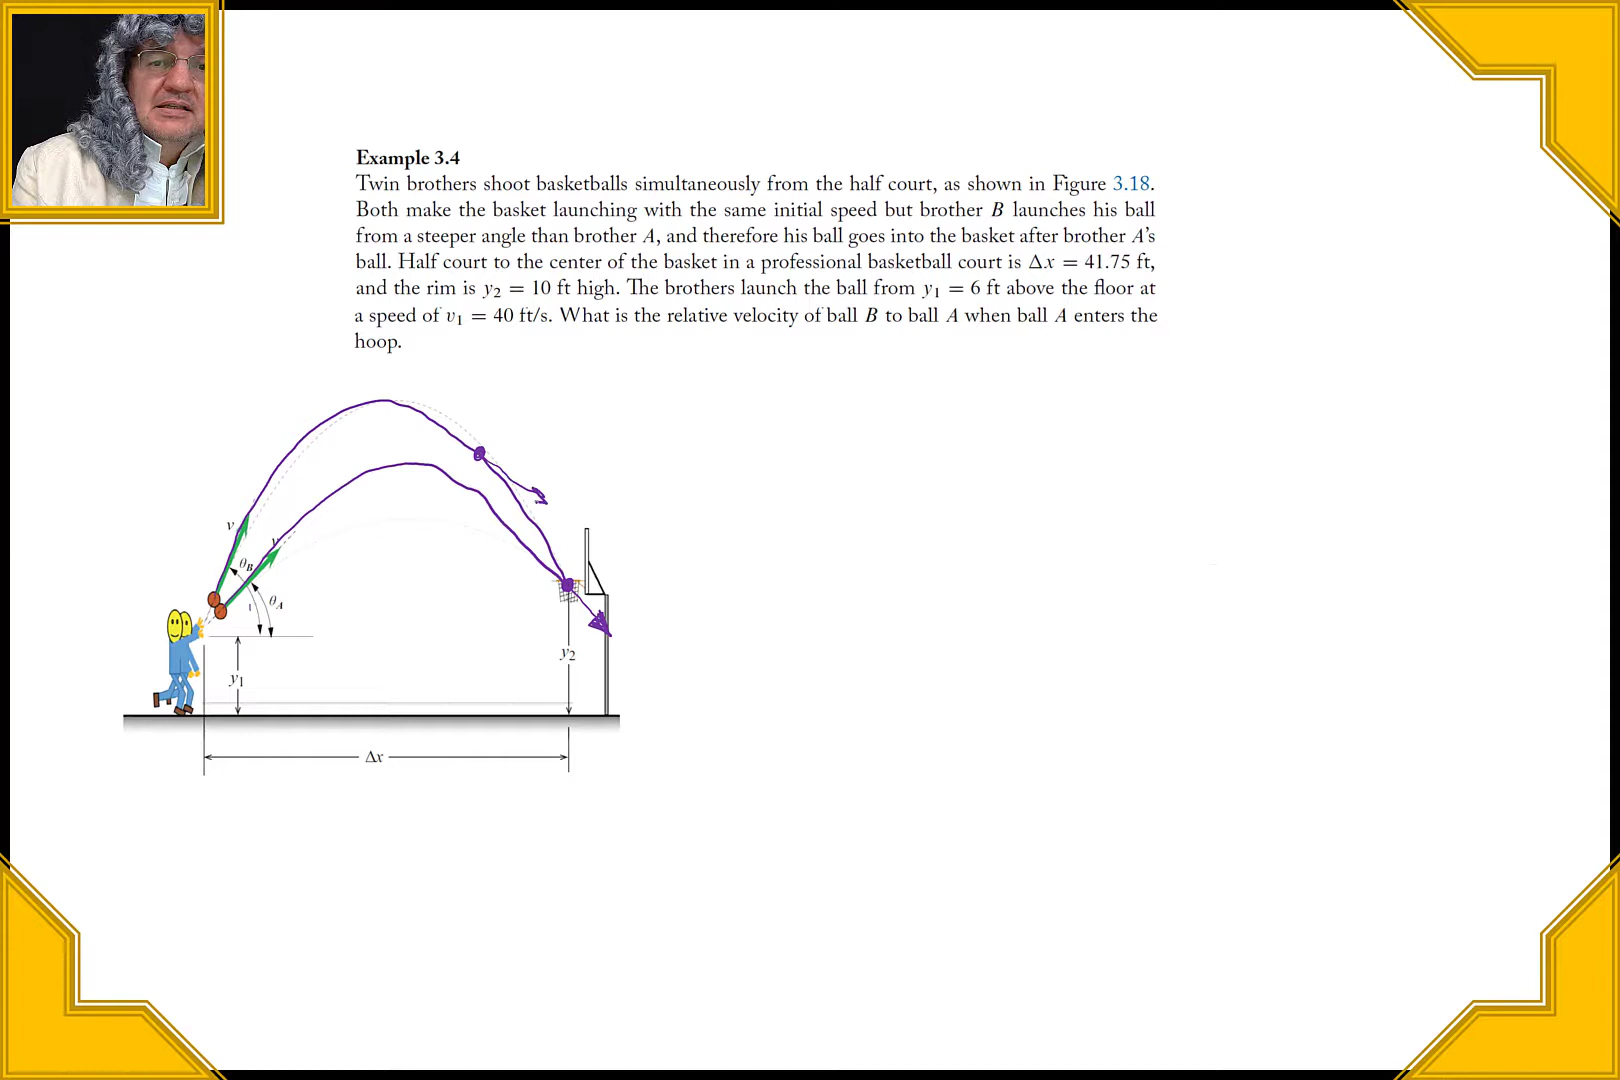 Example 3.4
Twin brothers shoot basketballs simultaneously from the half court, as shown in Figure 3.18.
Both make the basket launching with the same initial speed but brother B launches his ball
from a steeper angle than brother A, and therefore his ball goes into the basket after brother A's
ball. Half court to the center of the basket in a professional basketball court is Δx = 41.75 ft,
and the rim is y₂ = 10 ft high. The brothers launch the ball from y₁ = 6 ft above the floor at
a speed of v₁ = 40 ft/s. What is the relative velocity of ball B to ball A when ball A enters the
hoop.
v
v
θB
θA
y₂
y₁
Δx